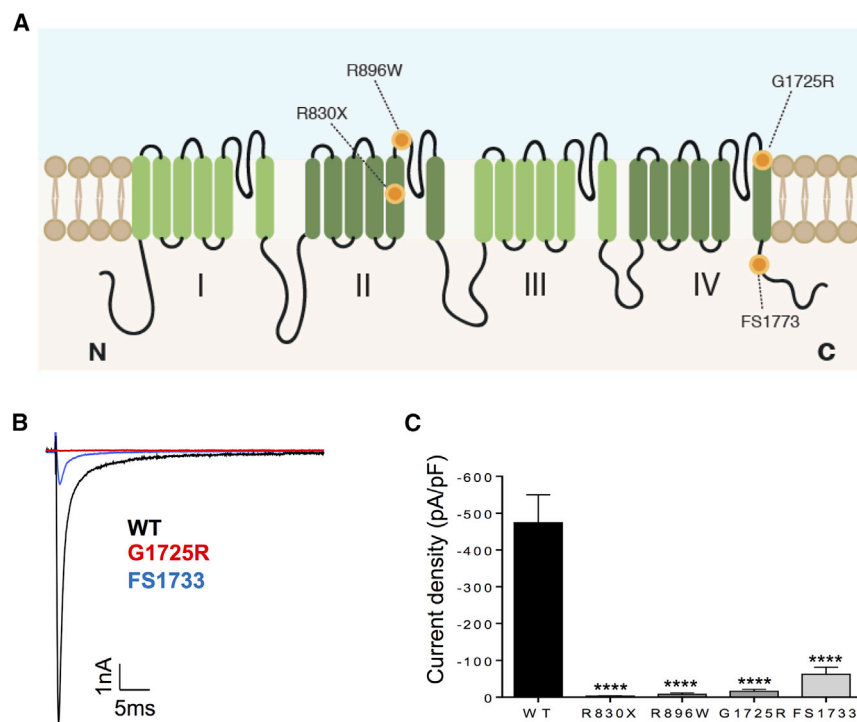 A
R896W
G1725R
R830X
I
II
III
IV
FS1773
N
C
B
C
WT
G1725R
FS1733
1nA
5ms
Current density (pA/pF)
-600
-500
-400
-300
-200
-100
0
****
****
****
****
WT
R830X
R896W
G1725R
FS1733